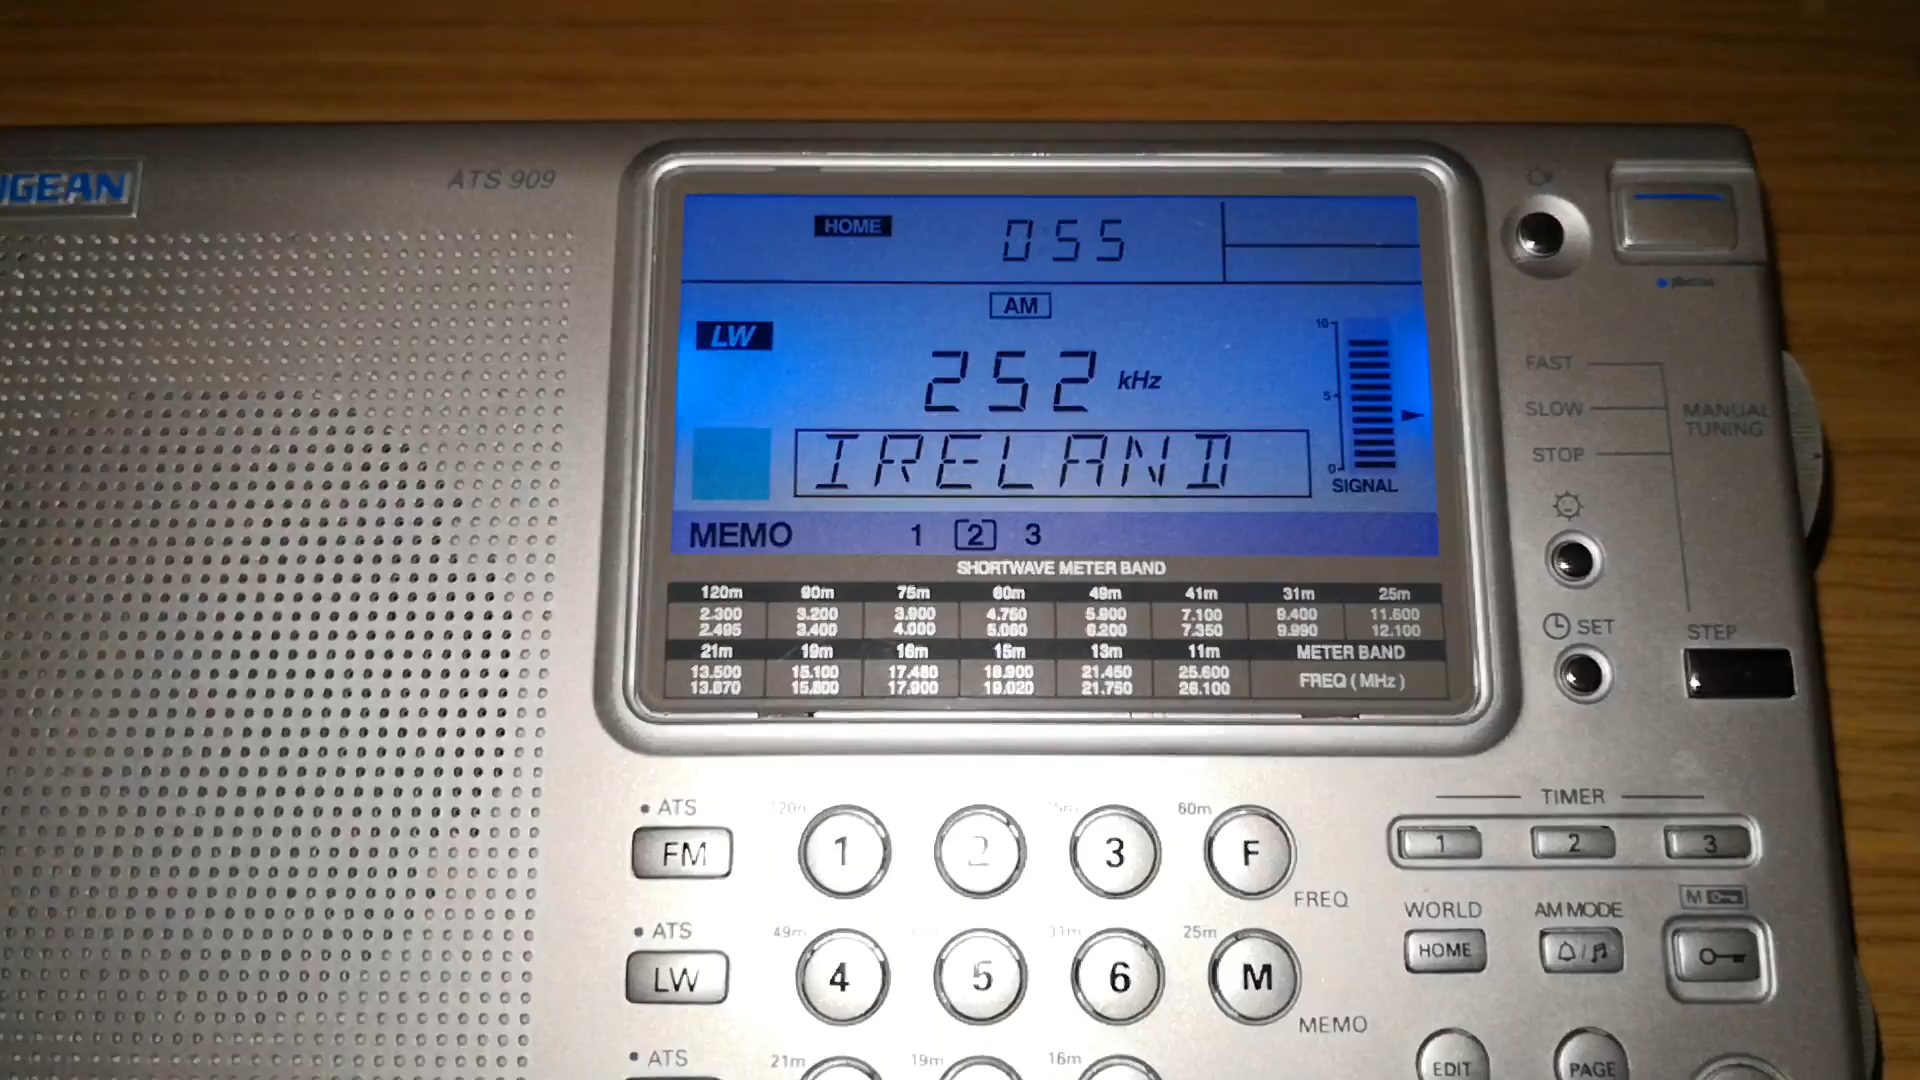 NGEAN
ATS 909
HOME
055
AM
LW
252 kHz
10
5
0
SIGNAL
IRELAND
MEMO 1 2 3
SHORTWAVE METER BAND
120m 90m 75m 60m 49m 41m 31m 25m
2.300 3.200 3.900 4.750 5.900 7.100 9.400 11.600
2.495 3.400 4.000 5.060 6.200 7.350 9.990 12.100
21m 19m 16m 15m 13m 11m METER BAND
13.500 15.100 17.480 18.900 21.450 25.600 FREQ (MHz)
13.870 15.800 17.900 19.020 21.750 26.100
FAST
SLOW
STOP
MANUAL
TUNING
SET
STEP
TIMER
1 2 3
ATS
FM
1 2 3 F
60m
FREQ
WORLD
HOME
AM MODE
M
ATS
LW
49m 31m 25m
4 5 6 M
MEMO
ATS
21m 19m 16m
EDIT
PAGE